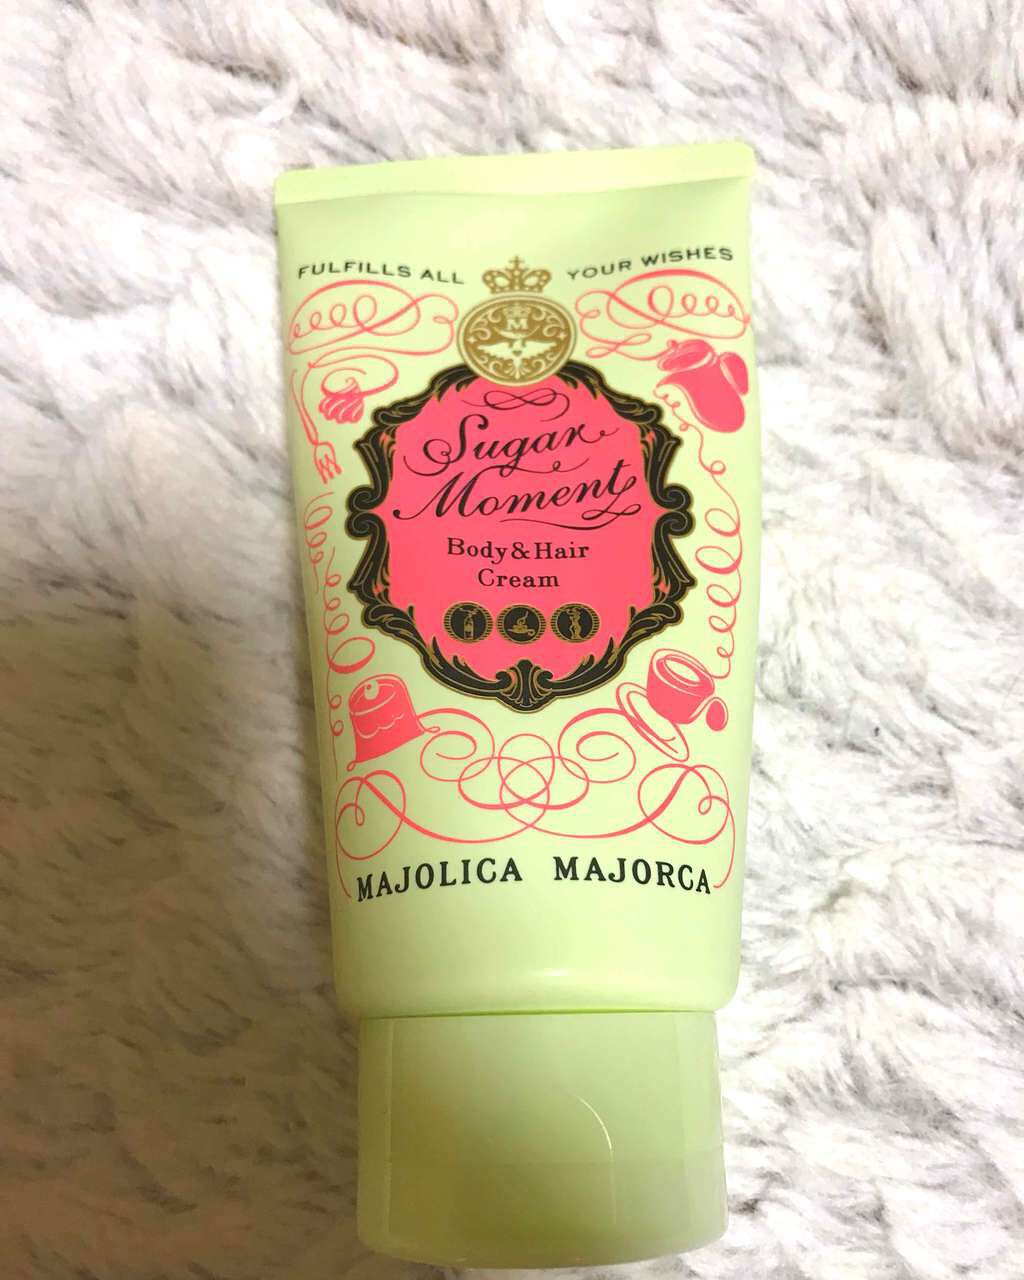 FULFILLS ALL YOUR WISHES
M
Sugar
Moment
Body & Hair
Cream
MAJOLICA MAJORCA